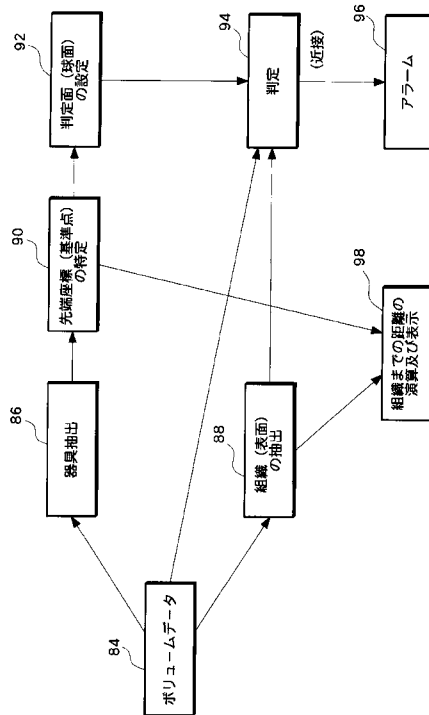 84
ボリュームデータ
86
器具抽出
88
組織（表面）
の抽出
90
先端座標（基準点）
の特定
92
判定面（球面）
の設定
94
判定
（近接）
96
アラーム
98
組織までの距離の
演算及び表示